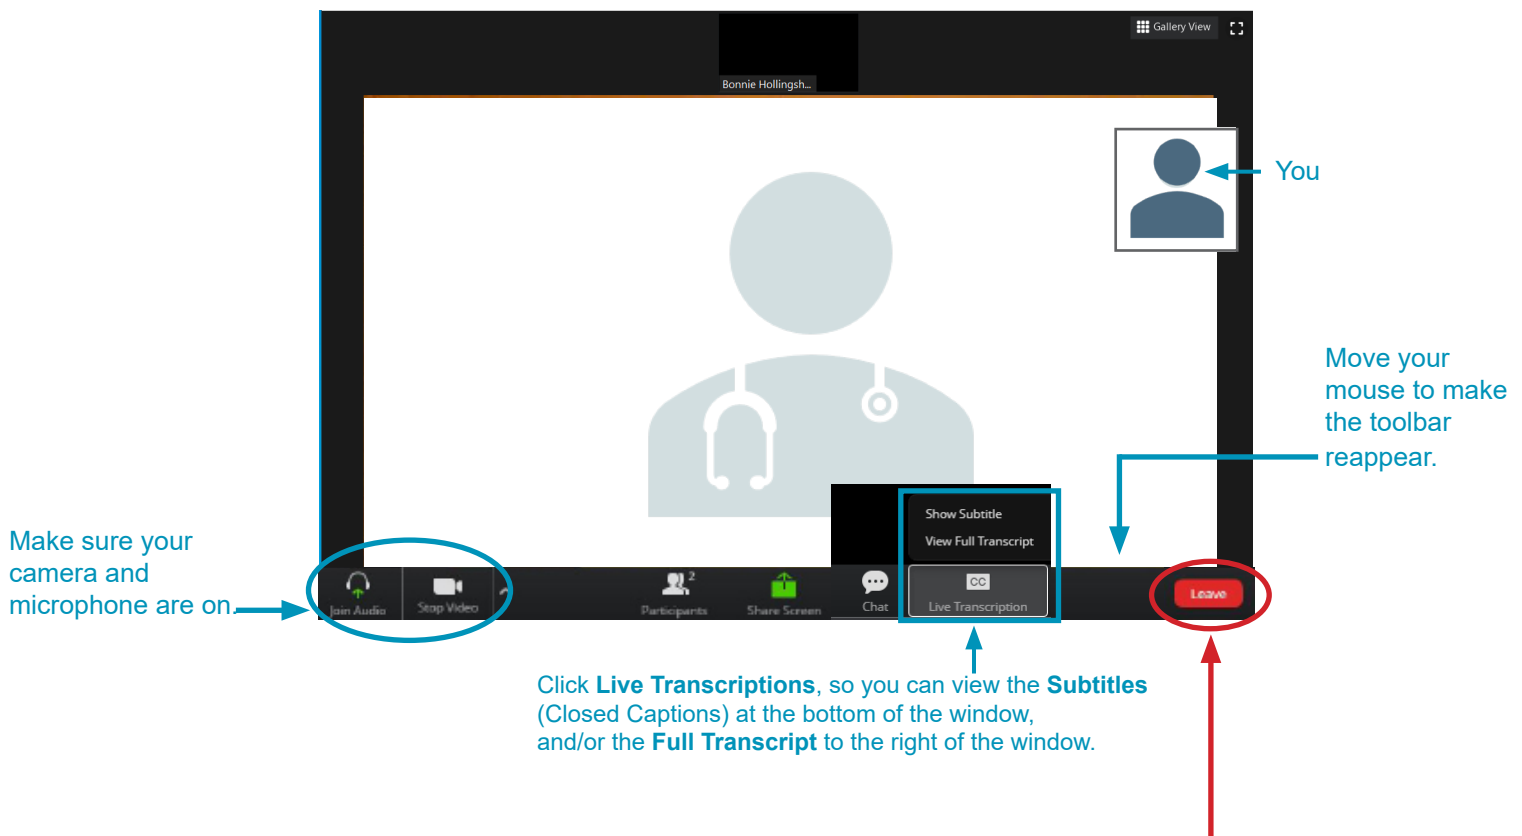 Gallery View
Bonnie Hollingsh...
You
Move your
mouse to make
the toolbar
reappear.
Show Subtitle
View Full Transcript
Make sure your
camera and
microphone are on.
Join Audio
Stop Video
Participants
2
Share Screen
Chat
CC
Live Transcription
Leave
Click Live Transcriptions, so you can view the Subtitles
(Closed Captions) at the bottom of the window,
and/or the Full Transcript to the right of the window.